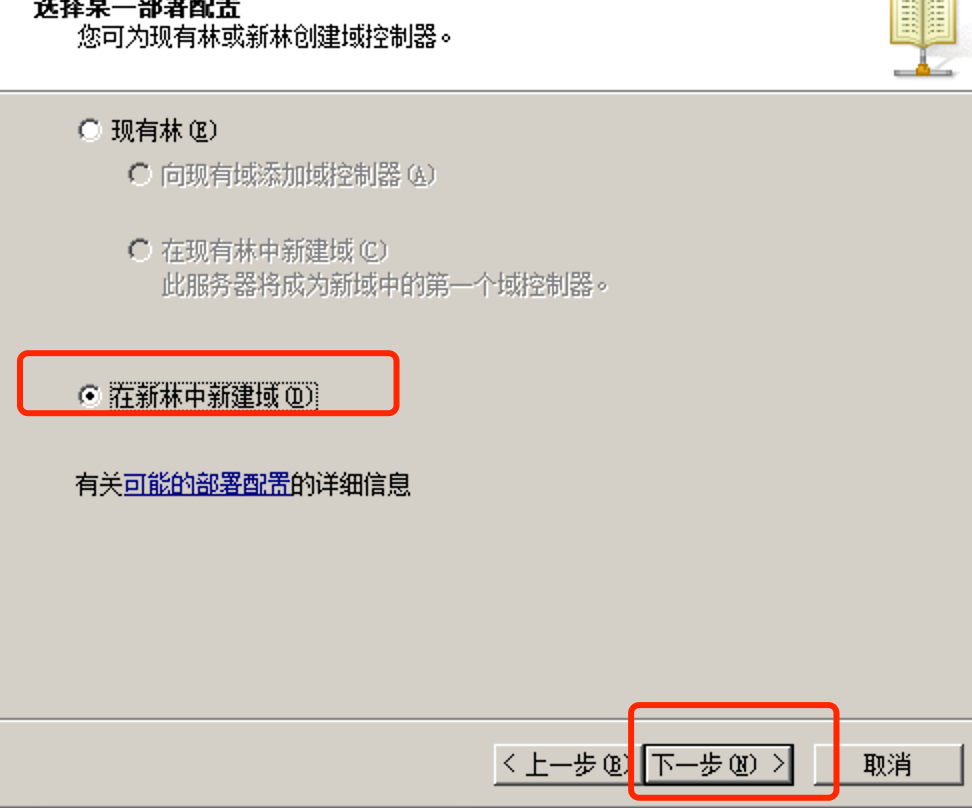 选择某一部署配置
您可为现有林或新林创建域控制器。
现有林(E)
向现有域添加域控制器(A)
在现有林中新建域(C)
此服务器将成为新域中的第一个域控制器。
在新林中新建域(D)
有关可能的部署配置的详细信息
< 上一步(B)
下一步(N) >
取消